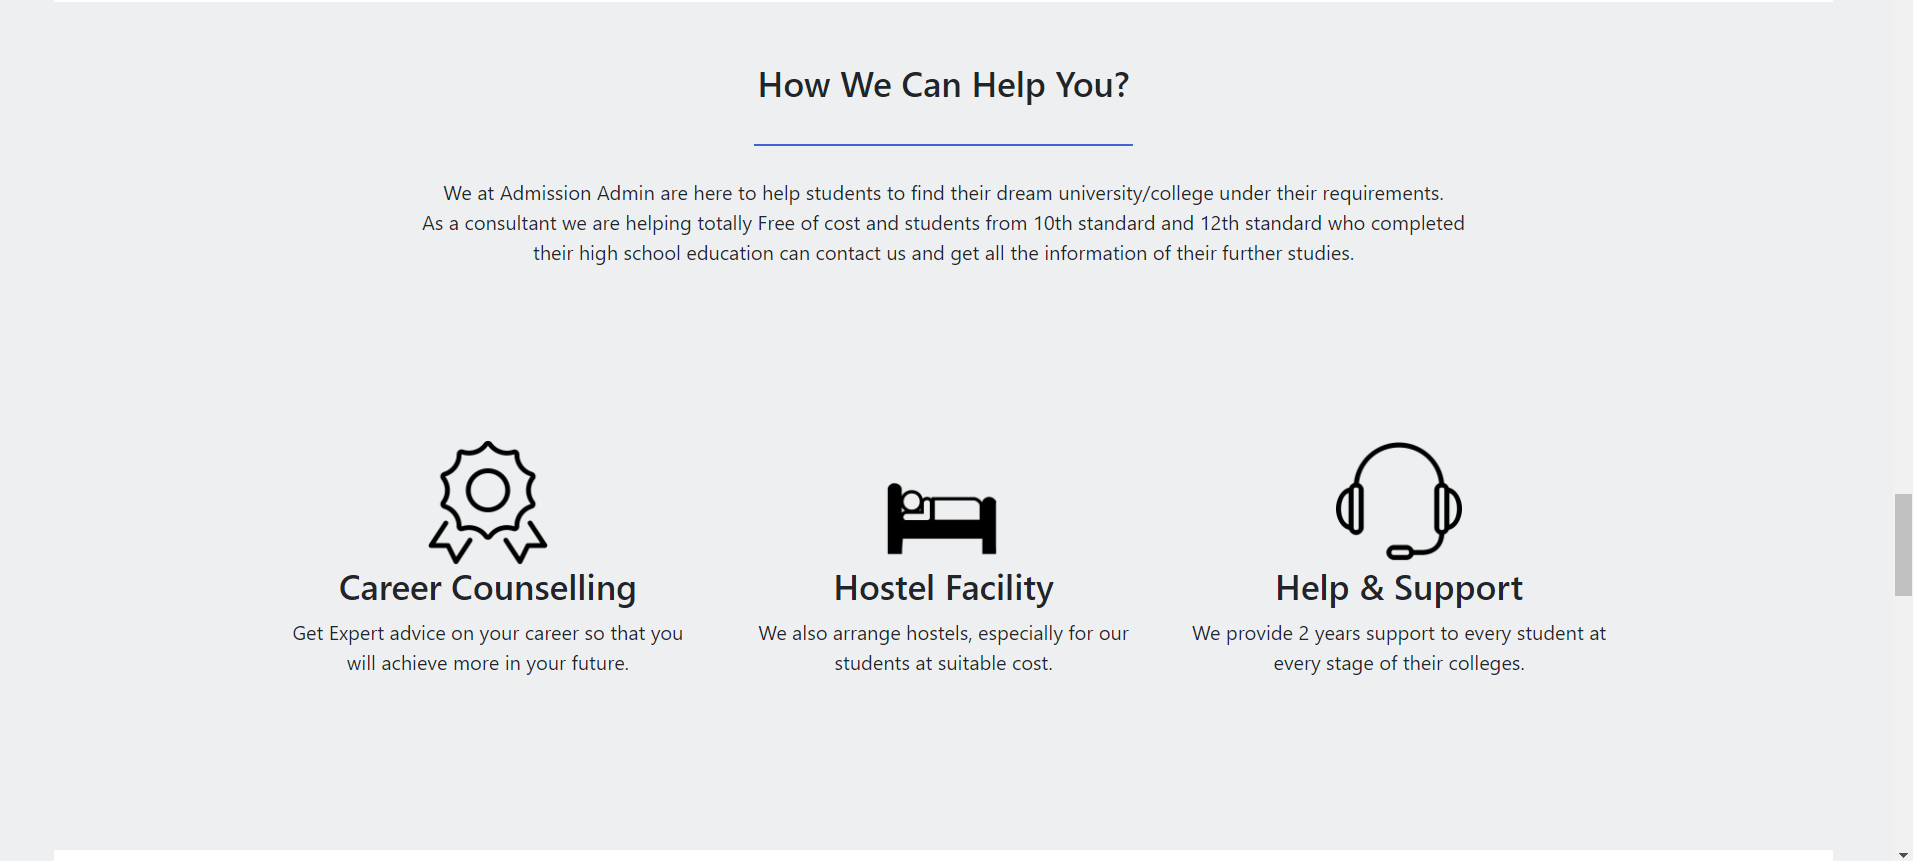 How We Can Help You?
We at Admission Admin are here to help students to find their dream university/college under their requirements.
As a consultant we are helping totally Free of cost and students from 10th standard and 12th standard who completed
their high school education can contact us and get all the information of their further studies.
Career Counselling
Get Expert advice on your career so that you
will achieve more in your future.
Hostel Facility
We also arrange hostels, especially for our
students at suitable cost.
Help & Support
We provide 2 years support to every student at
every stage of their colleges.